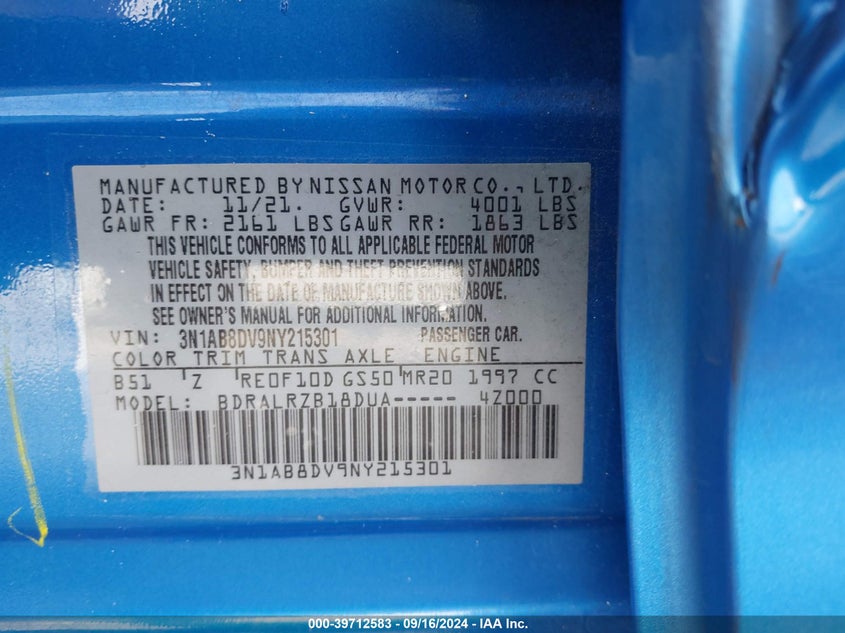 MANUFACTURED BY NISSAN MOTOR CO., LTD.
DATE: 11/21. GVWR: 4001 LBS
GAWR FR: 2161 LBS GAWR RR: 1863 LBS
THIS VEHICLE CONFORMS TO ALL APPLICABLE FEDERAL MOTOR
VEHICLE SAFETY, BUMPER AND THEFT PREVENTION STANDARDS
IN EFFECT ON THE DATE OF MANUFACTURE SHOWN ABOVE.
SEE OWNER'S MANUAL FOR ADDITIONAL INFORMATION.
VIN: 3N1AB8DV9NY215301 PASSENGER CAR.
COLOR TRIM TRANS AXLE ENGINE
B51 Z RE0F10D GS50 MR20 1997 CC
MODEL: BDRALRZB18DUA----- 4Z000
3N1AB8DV9NY215301
000-39712583 - 09/16/2024 - IAA Inc.